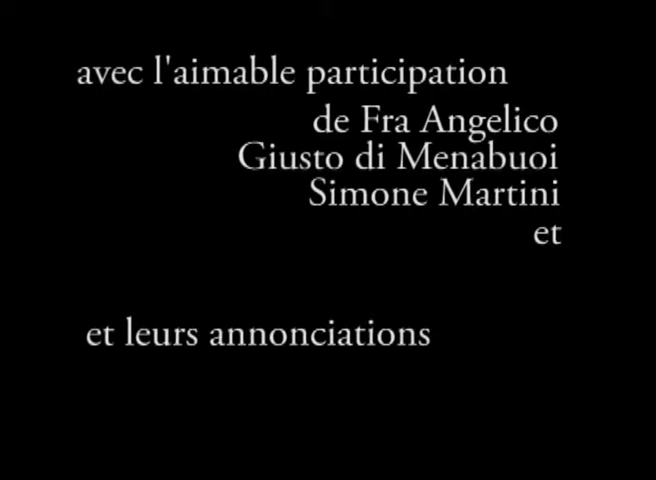 avec l'aimable participation
de Fra Angelico
Giusto di Menabuoi
Simone Martini
et
et leurs annonciations